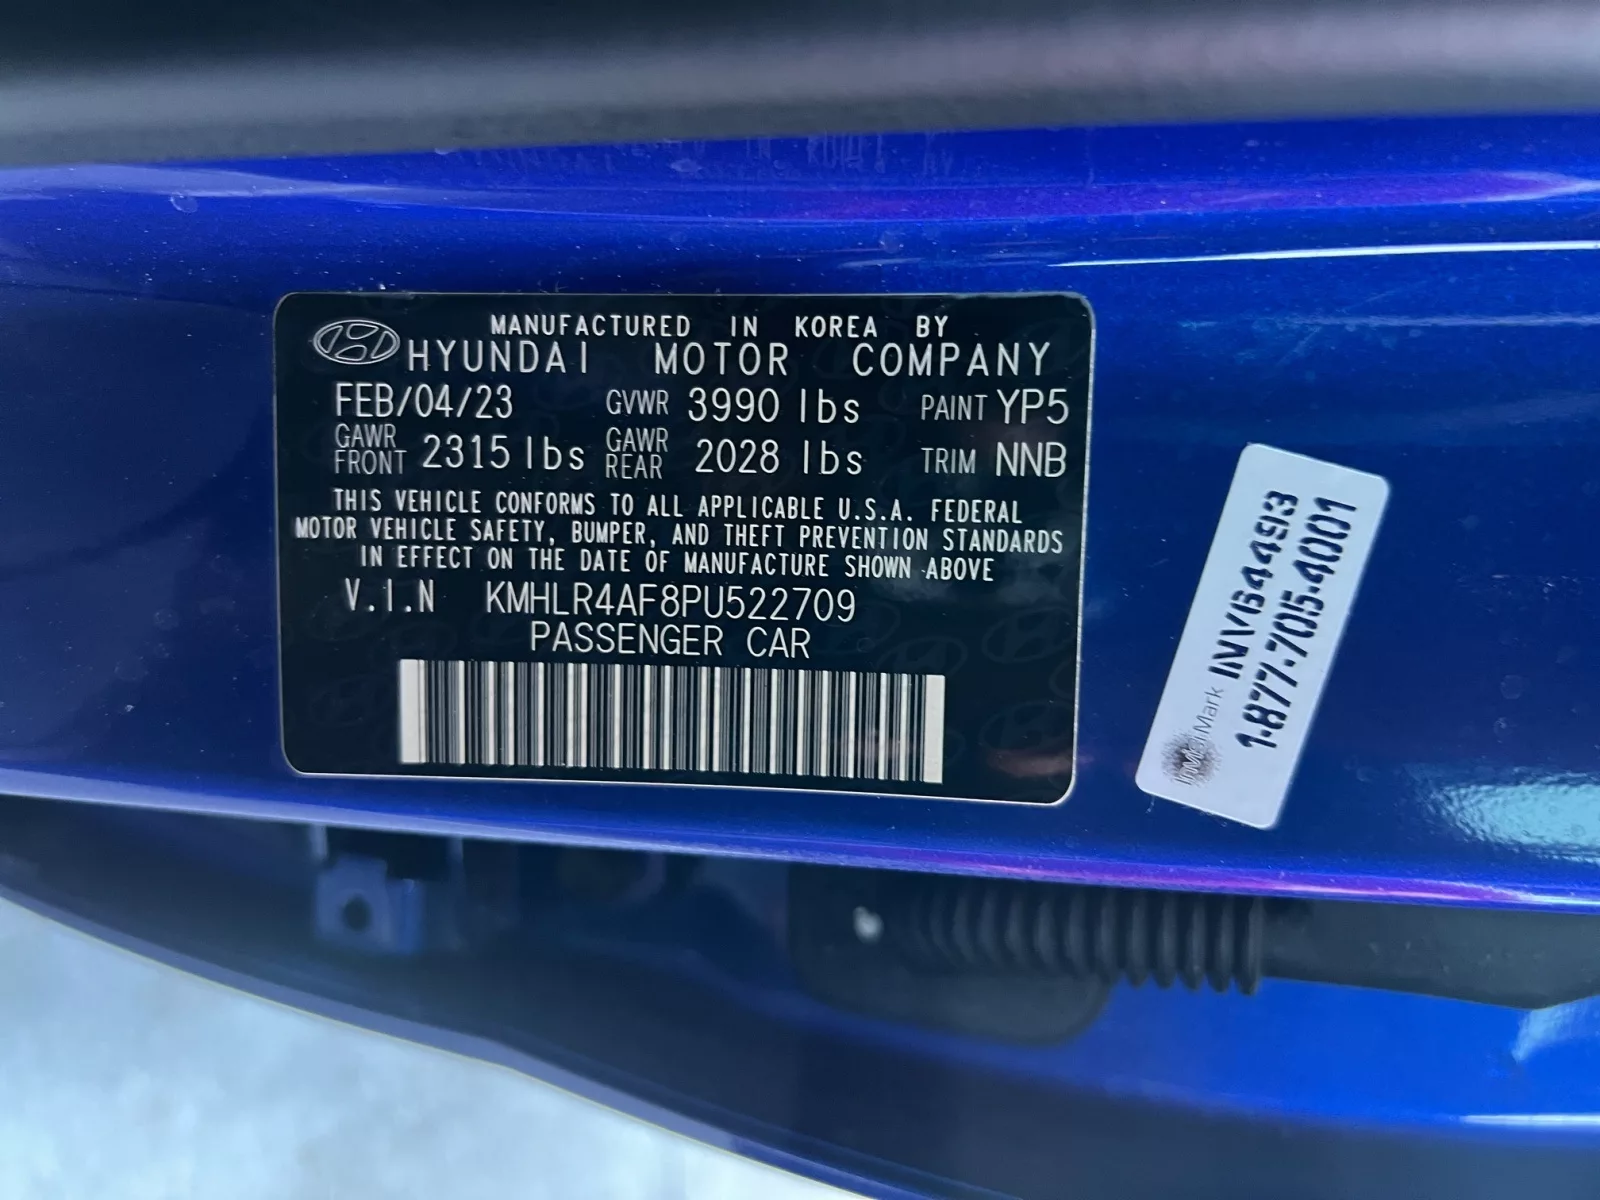 MANUFACTURED IN KOREA BY
HYUNDAI MOTOR COMPANY
FEB/04/23 GVWR 3990 lbs PAINT YP5
GAWR FRONT 2315 lbs GAWR REAR 2028 lbs TRIM NNB
THIS VEHICLE CONFORMS TO ALL APPLICABLE U.S.A. FEDERAL
MOTOR VEHICLE SAFETY, BUMPER, AND THEFT PREVENTION STANDARDS
IN EFFECT ON THE DATE OF MANUFACTURE SHOWN ABOVE
V.I.N KMHLR4AF8PU522709
PASSENGER CAR
INV644913
1-877-705-4001